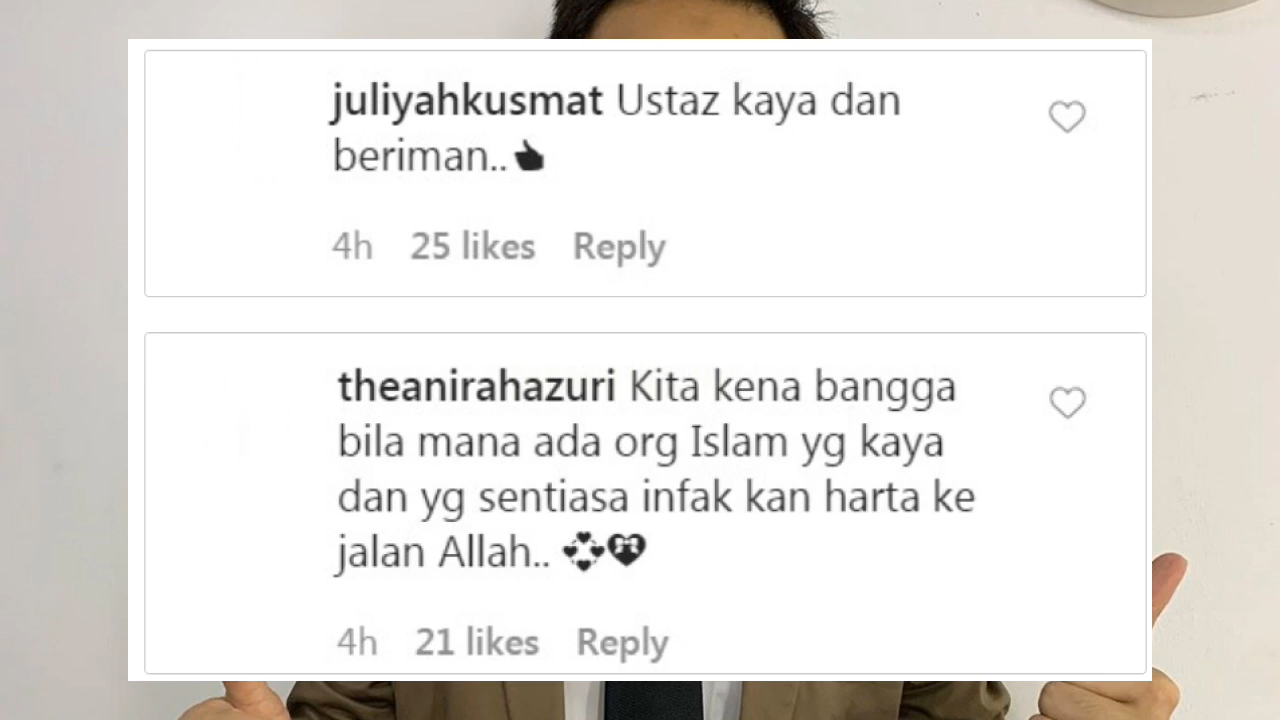 juliyahkusmat Ustaz kaya dan
beriman..👍
4h 25 likes Reply
theanirahazuri Kita kena bangga
bila mana ada org Islam yg kaya
dan yg sentiasa infak kan harta ke
jalan Allah.. 💞💝
4h 21 likes Reply